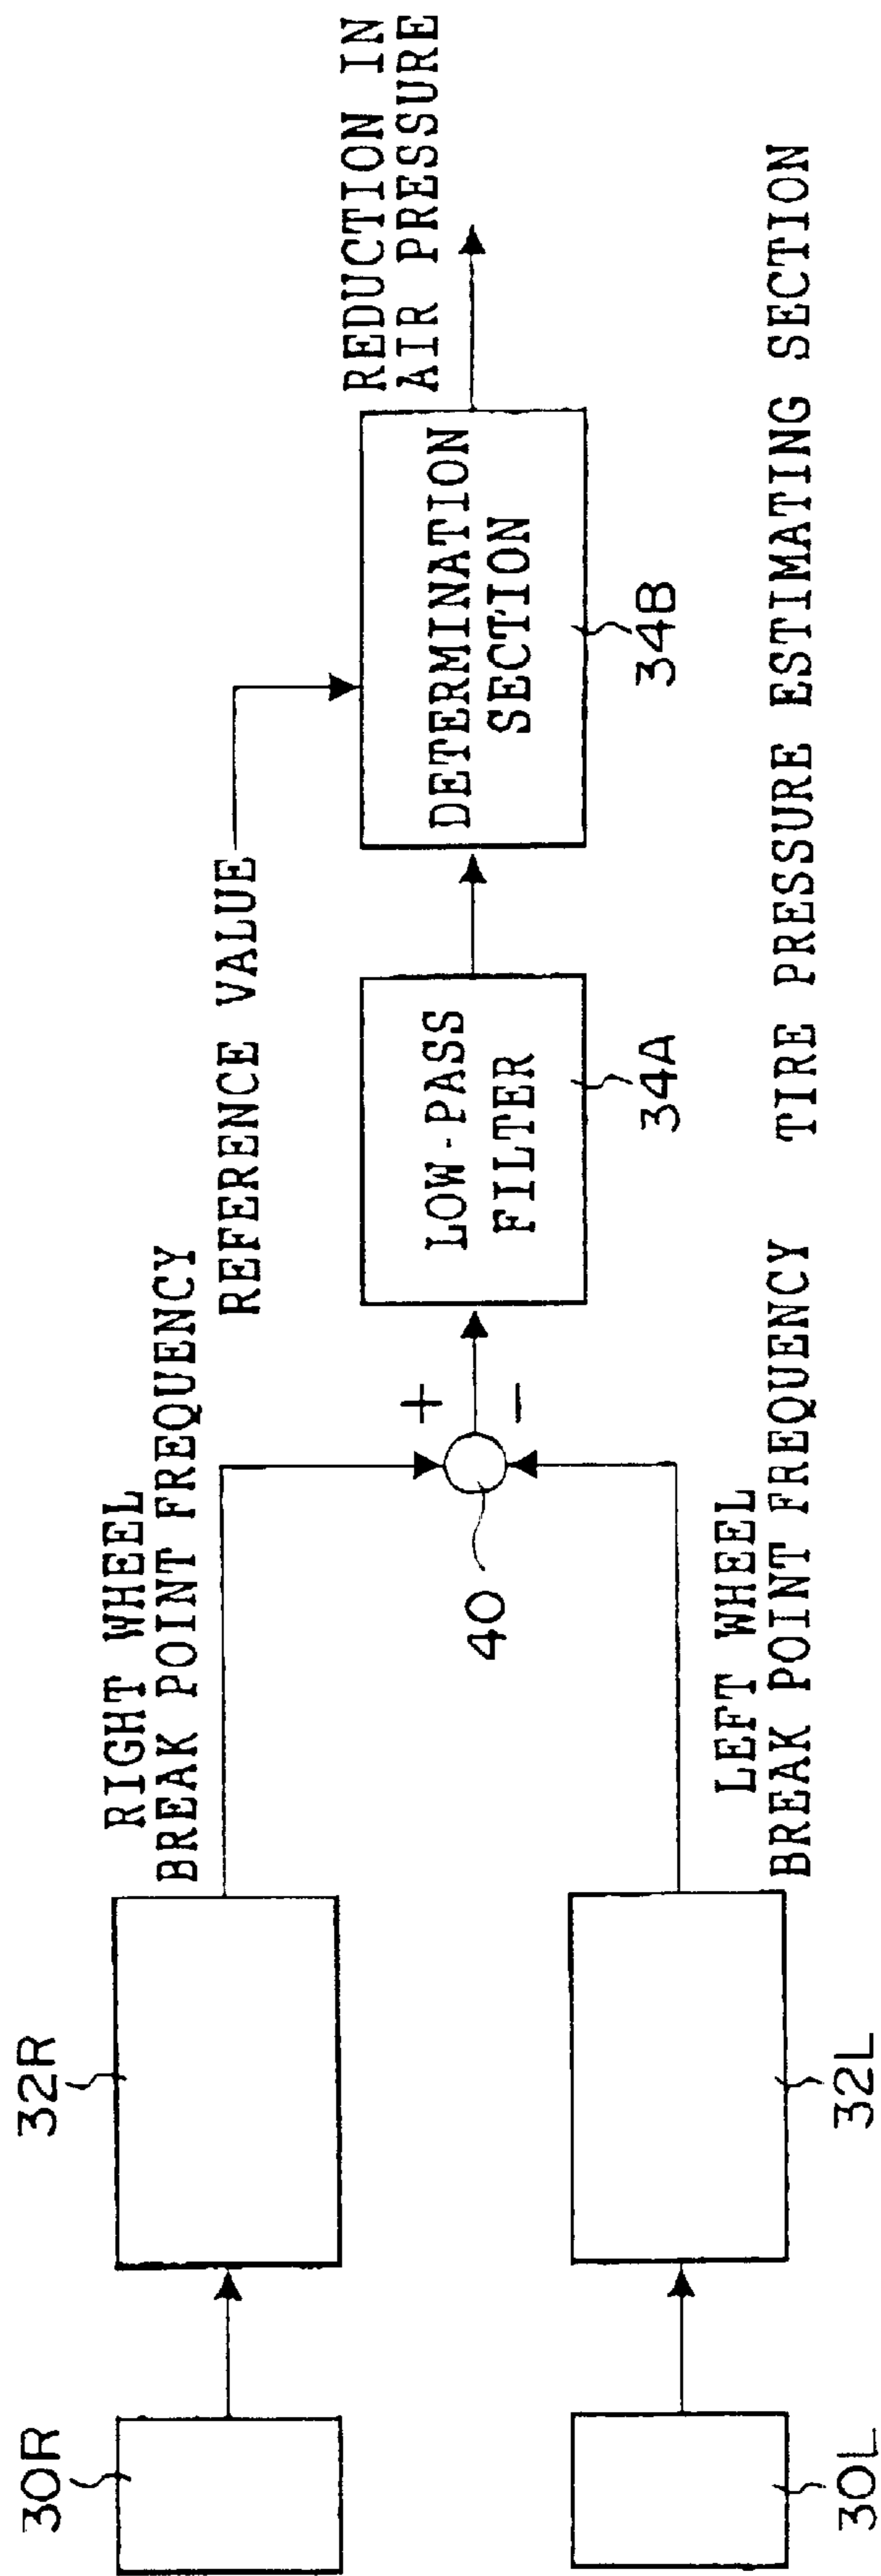 30R
32R
RIGHT WHEEL
BREAK POINT FREQUENCY
REFERENCE VALUE
REDUCTION IN
AIR PRESSURE
40
+
−
LOW-PASS
FILTER
34A
DETERMINATION
SECTION
34B
30L
32L
LEFT WHEEL
BREAK POINT FREQUENCY
TIRE PRESSURE ESTIMATING SECTION